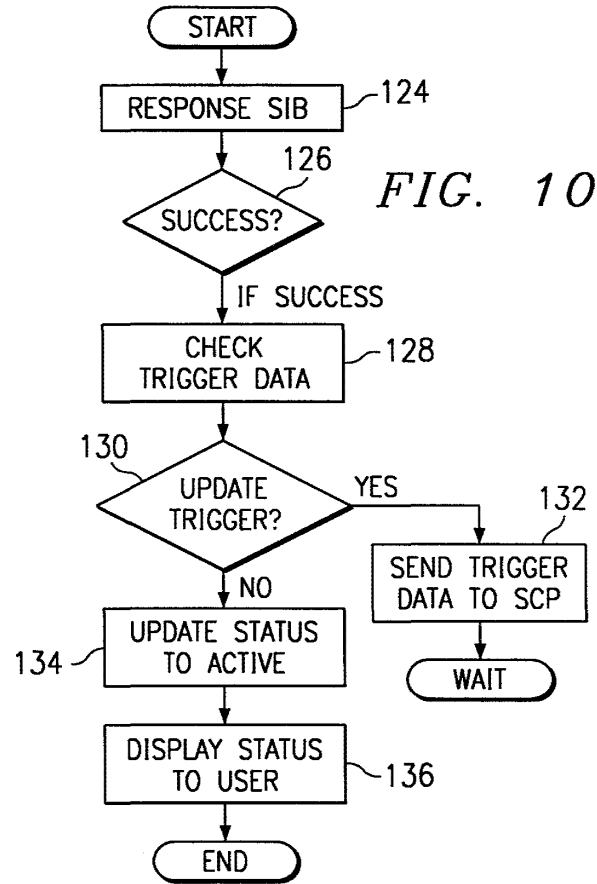 START
RESPONSE SIB
124
126
FIG. 10
SUCCESS?
IF SUCCESS
CHECK
TRIGGER DATA
128
130
UPDATE
TRIGGER?
YES
132
SEND TRIGGER
DATA TO SCP
WAIT
NO
UPDATE STATUS
TO ACTIVE
134
DISPLAY STATUS
TO USER
136
END